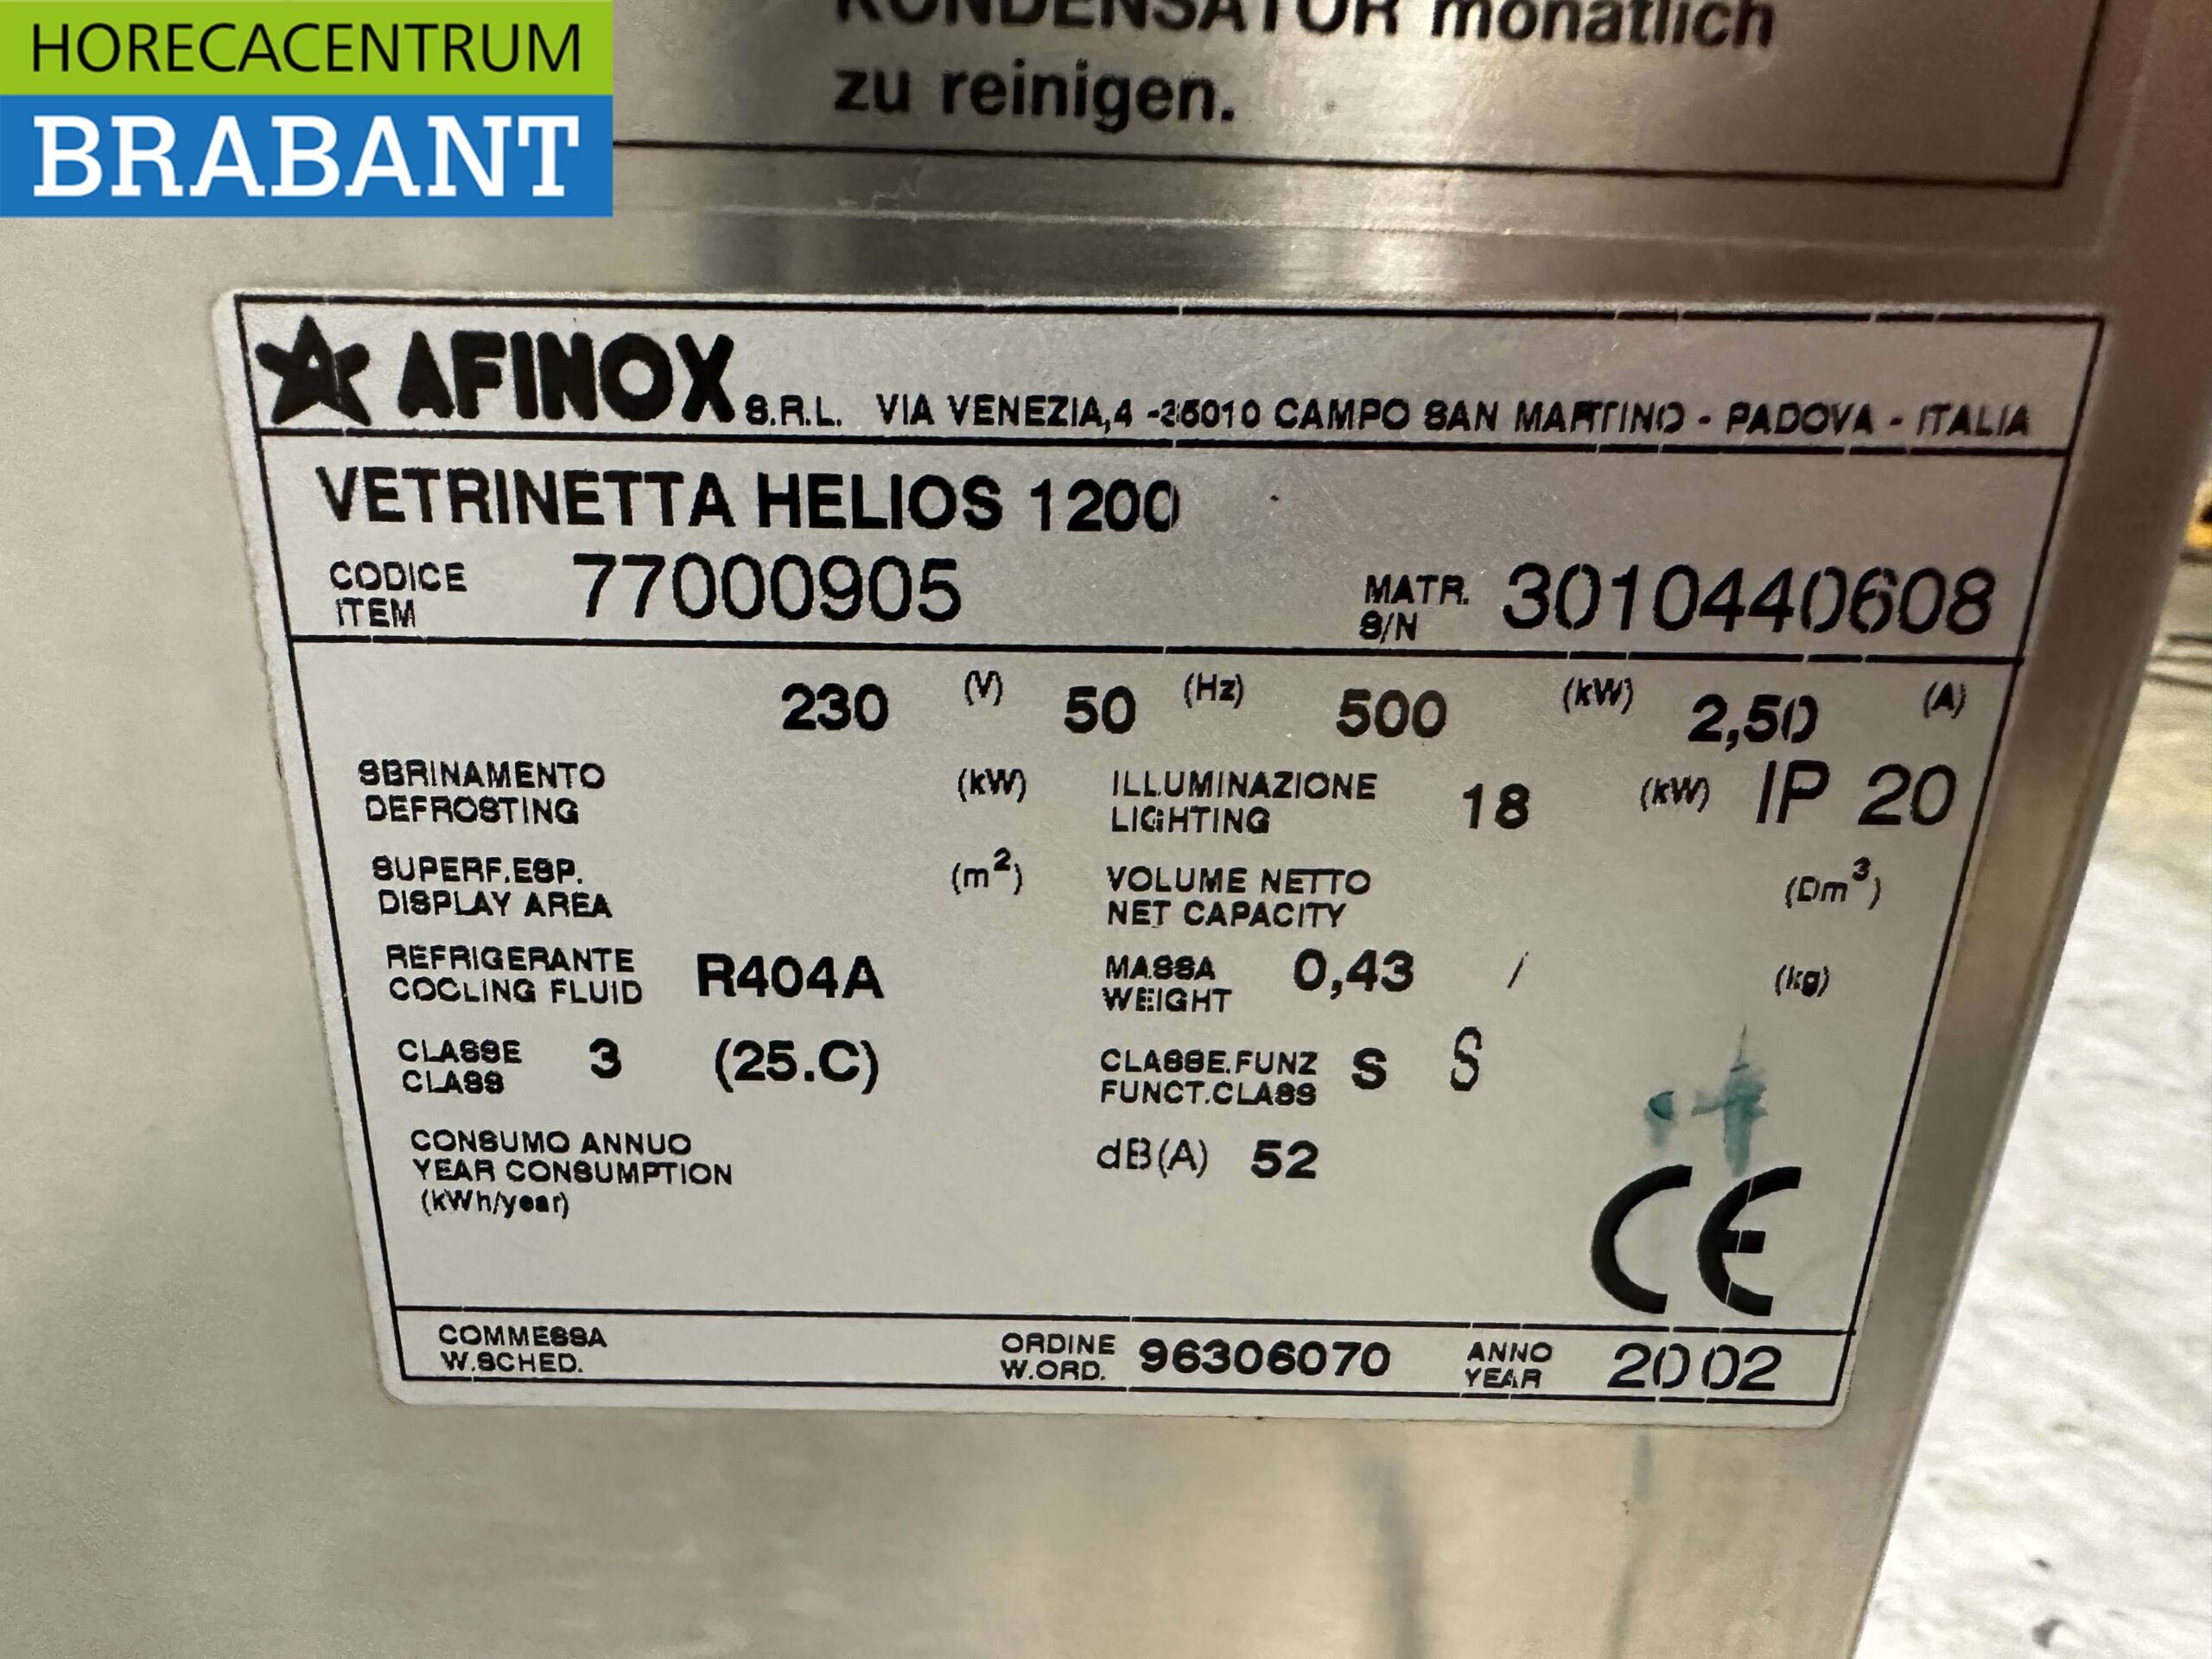 HORECACENTRUM
BRABANT
KONDENSATOR monatlich
zu reinigen.
AFINOX S.R.L. VIA VENEZIA,4 -35010 CAMPO SAN MARTINO - PADOVA - ITALIA
VETRINETTA HELIOS 1200
CODICE
ITEM 77000905 MATR.
S/N 3010440608
230 (V) 50 (Hz) 500 (kW) 2,50 (A)
SBRINAMENTO
DEFROSTING (kW) ILLUMINAZIONE
LIGHTING 18 (kW) IP 20
SUPERF.ESP.
DISPLAY AREA (m²) VOLUME NETTO
NET CAPACITY (Dm³)
REFRIGERANTE
COOLING FLUID R404A MASSA
WEIGHT 0,43 / (kg)
CLASSE
CLASS 3 (25.C) CLASSE.FUNZ
FUNCT.CLASS S S
CONSUMO ANNUO
YEAR CONSUMPTION
(kWh/year) dB(A) 52
CE
COMMESSA
W.SCHED. ORDINE
W.ORD. 96306070 ANNO
YEAR 2002